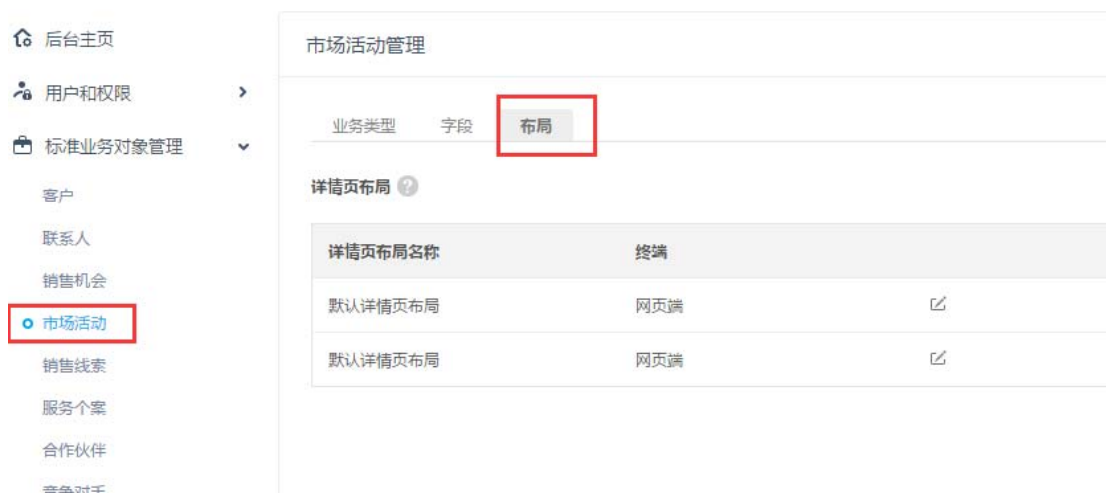 后台主页
用户和权限
标准业务对象管理
客户
联系人
销售机会
市场活动
销售线索
服务个案
合作伙伴
竞争对手
市场活动管理
业务类型 字段 布局
详情页布局 ?
详情页布局名称 终端
默认详情页布局 网页端
默认详情页布局 网页端